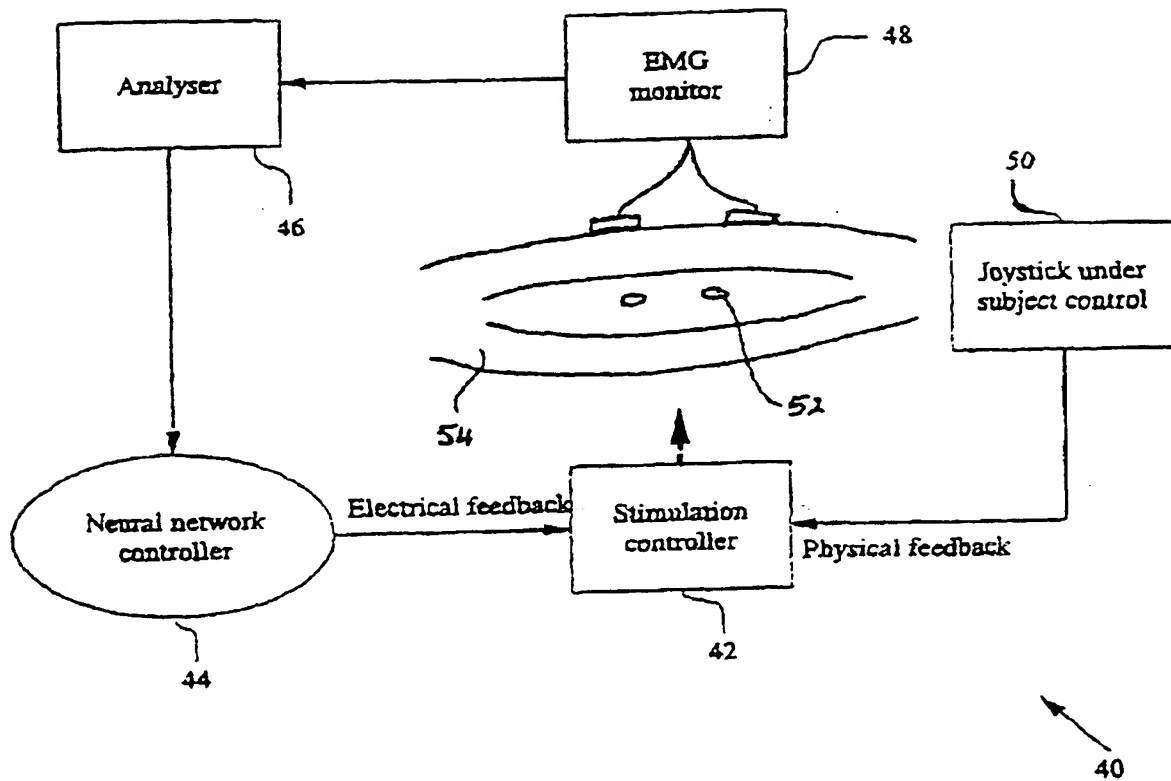 48
EMG
monitor
Analyser
50
46
Joystick under
subject control
52
54
Electrical feedback
Neural network
controller
Stimulation
controller
Physical feedback
44
42
40